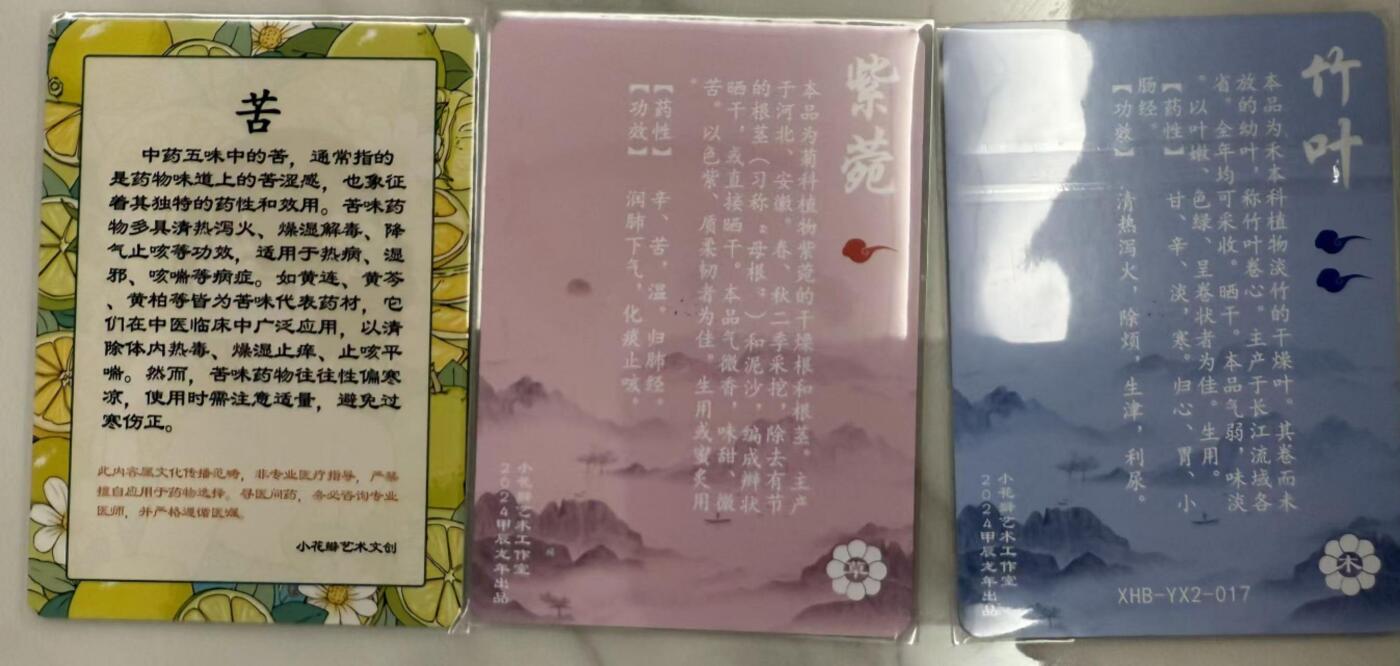 苦
中药五味中的苦，通常指的
是药物味道上的苦涩感，也象征
着其独特的药性和效用。苦味药
物多具清热泻火、燥湿解毒、降
气止咳等功效，适用于热病、湿
邪、咳喘等病症。如黄连、黄芩
、黄柏等皆为苦味代表药材，它
们在中医临床中广泛应用，以清
除体内热毒、燥湿止痒、止咳平
喘。然而，苦味药物往往性偏寒
凉，使用时需注意适量，避免过
寒伤正。
此内容属文化传播范畴，非专业医疗指导，严禁
擅自应用于药物选择。寻医问药，务必咨询专业
医师，并严格遵循医嘱。
小花瓣艺术文创
紫菀
本品为菊科植物紫菀的干燥根和根茎。主产
于河北、安徽。春、秋二季采挖，除去有节
的根茎（习称“母根。）和泥沙，编成辫状
晒干，或直接晒干。本品气微香，味甜、微
苦。以色紫、质柔韧者为佳。生用或蜜炙用
。
【药性】 辛、苦，温。归肺经。
【功效】 润肺下气，化痰止咳。
小花瓣艺术工作室
2024甲辰龙年出品
草
竹叶
本品为禾本科植物淡竹的干燥叶。其卷而未
放的幼叶，称竹叶卷心。主产于长江流域各
省。全年均可采收。晒干。本品气弱，味淡
。以叶嫩、色绿、呈卷状者为佳。生用。
【药性】 甘、辛、淡，寒。归心、胃、小
肠经。
【功效】 清热泻火，除烦，生津，利尿。
小花瓣艺术工作室
2024甲辰龙年出品
XHB-YX2-017
木